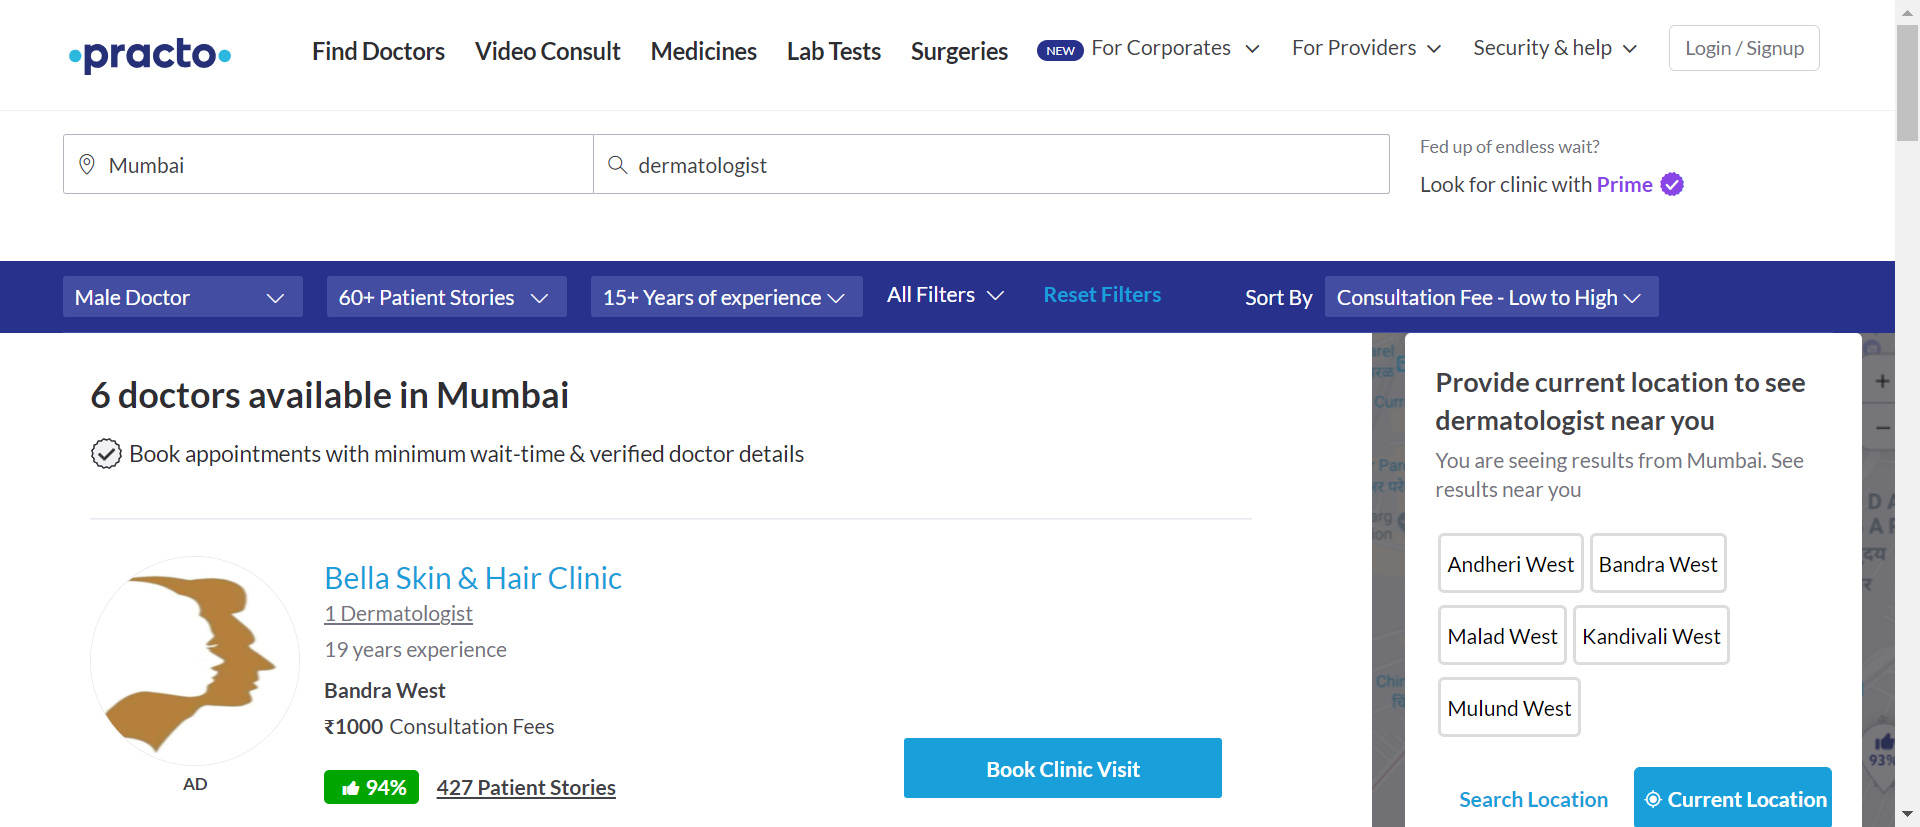 practo
Find Doctors
Video Consult
Medicines
Lab Tests
Surgeries
NEW For Corporates
For Providers
Security & help
Login / Signup
Mumbai
dermatologist
Fed up of endless wait?
Look for clinic with Prime
Male Doctor
60+ Patient Stories
15+ Years of experience
All Filters
Reset Filters
Sort By
Consultation Fee - Low to High
6 doctors available in Mumbai
Book appointments with minimum wait-time & verified doctor details
Bella Skin & Hair Clinic
1 Dermatologist
19 years experience
Bandra West
₹1000 Consultation Fees
94% 427 Patient Stories
AD
Book Clinic Visit
Provide current location to see
dermatologist near you
You are seeing results from Mumbai. See
results near you
Andheri West
Bandra West
Malad West
Kandivali West
Mulund West
Search Location
Current Location
93%